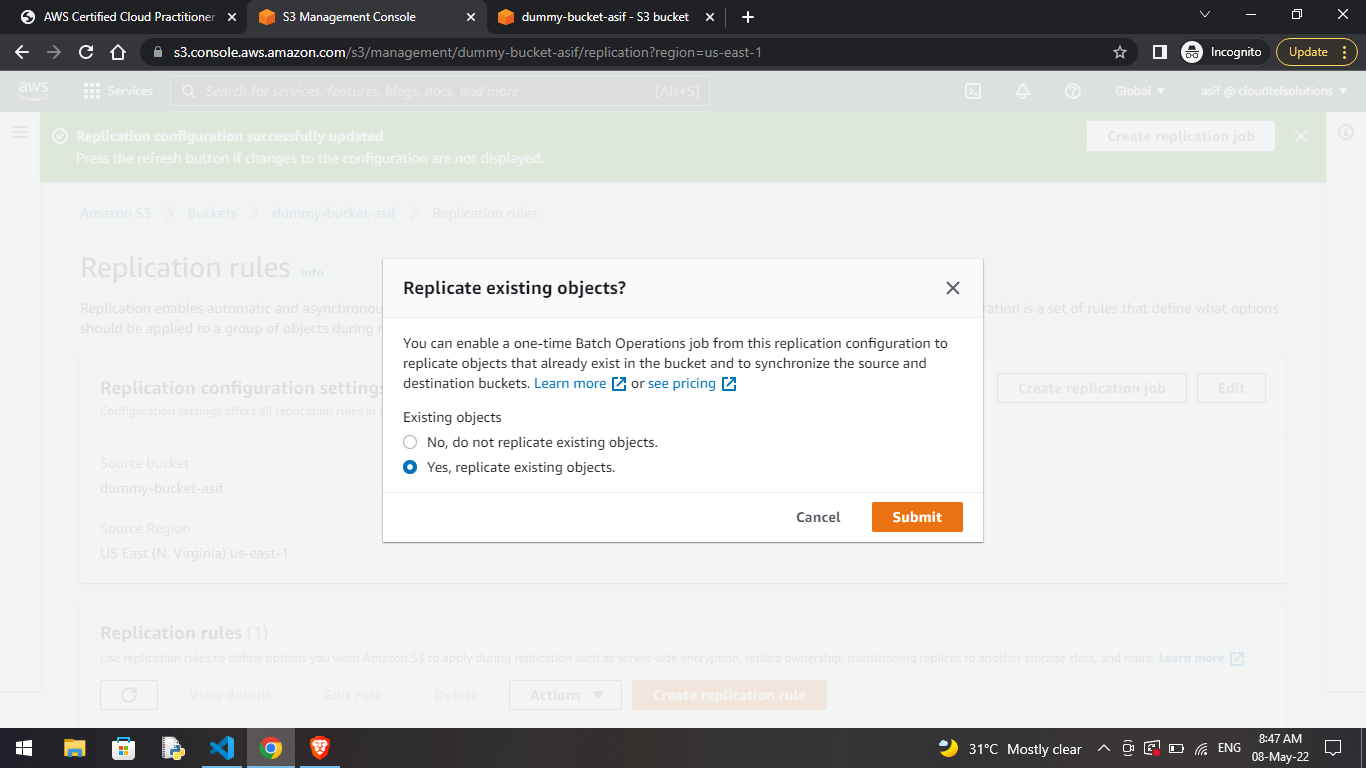 AWS Certified Cloud Practitioner
S3 Management Console
dummy-bucket-asif - S3 bucket
s3.console.aws.amazon.com/s3/management/dummy-bucket-asif/replication?region=us-east-1
Incognito
Update
aws
Services
Search for services, features, blogs, docs, and more
[Alt+S]
Global
asif @ cloudtelsolutions
Replication configuration successfully updated
Press the refresh button if changes to the configuration are not displayed.
Create replication job
Amazon S3
Buckets
dummy-bucket-asif
Replication rules
Replication rules Info
Replication enables automatic and asynchronou
ration is a set of rules that define what options
should be applied to a group of objects during
Replicate existing objects?
You can enable a one-time Batch Operations job from this replication configuration to
replicate objects that already exist in the bucket and to synchronize the source and
destination buckets. Learn more or see pricing
Existing objects
No, do not replicate existing objects.
Yes, replicate existing objects.
Cancel
Submit
Replication configuration settings
Configuration settings affect all replication rules in
Create replication job
Edit
Source bucket
dummy-bucket-asif
Source Region
US East (N. Virginia) us-east-1
Replication rules (1)
Use replication rules to define options you want Amazon S3 to apply during replication such as server-side encryption, replica ownership, transitioning replicas to another storage class, and more. Learn more
View details
Edit rule
Delete
Actions
Create replication rule
31°C Mostly clear
ENG
8:47 AM
08-May-22